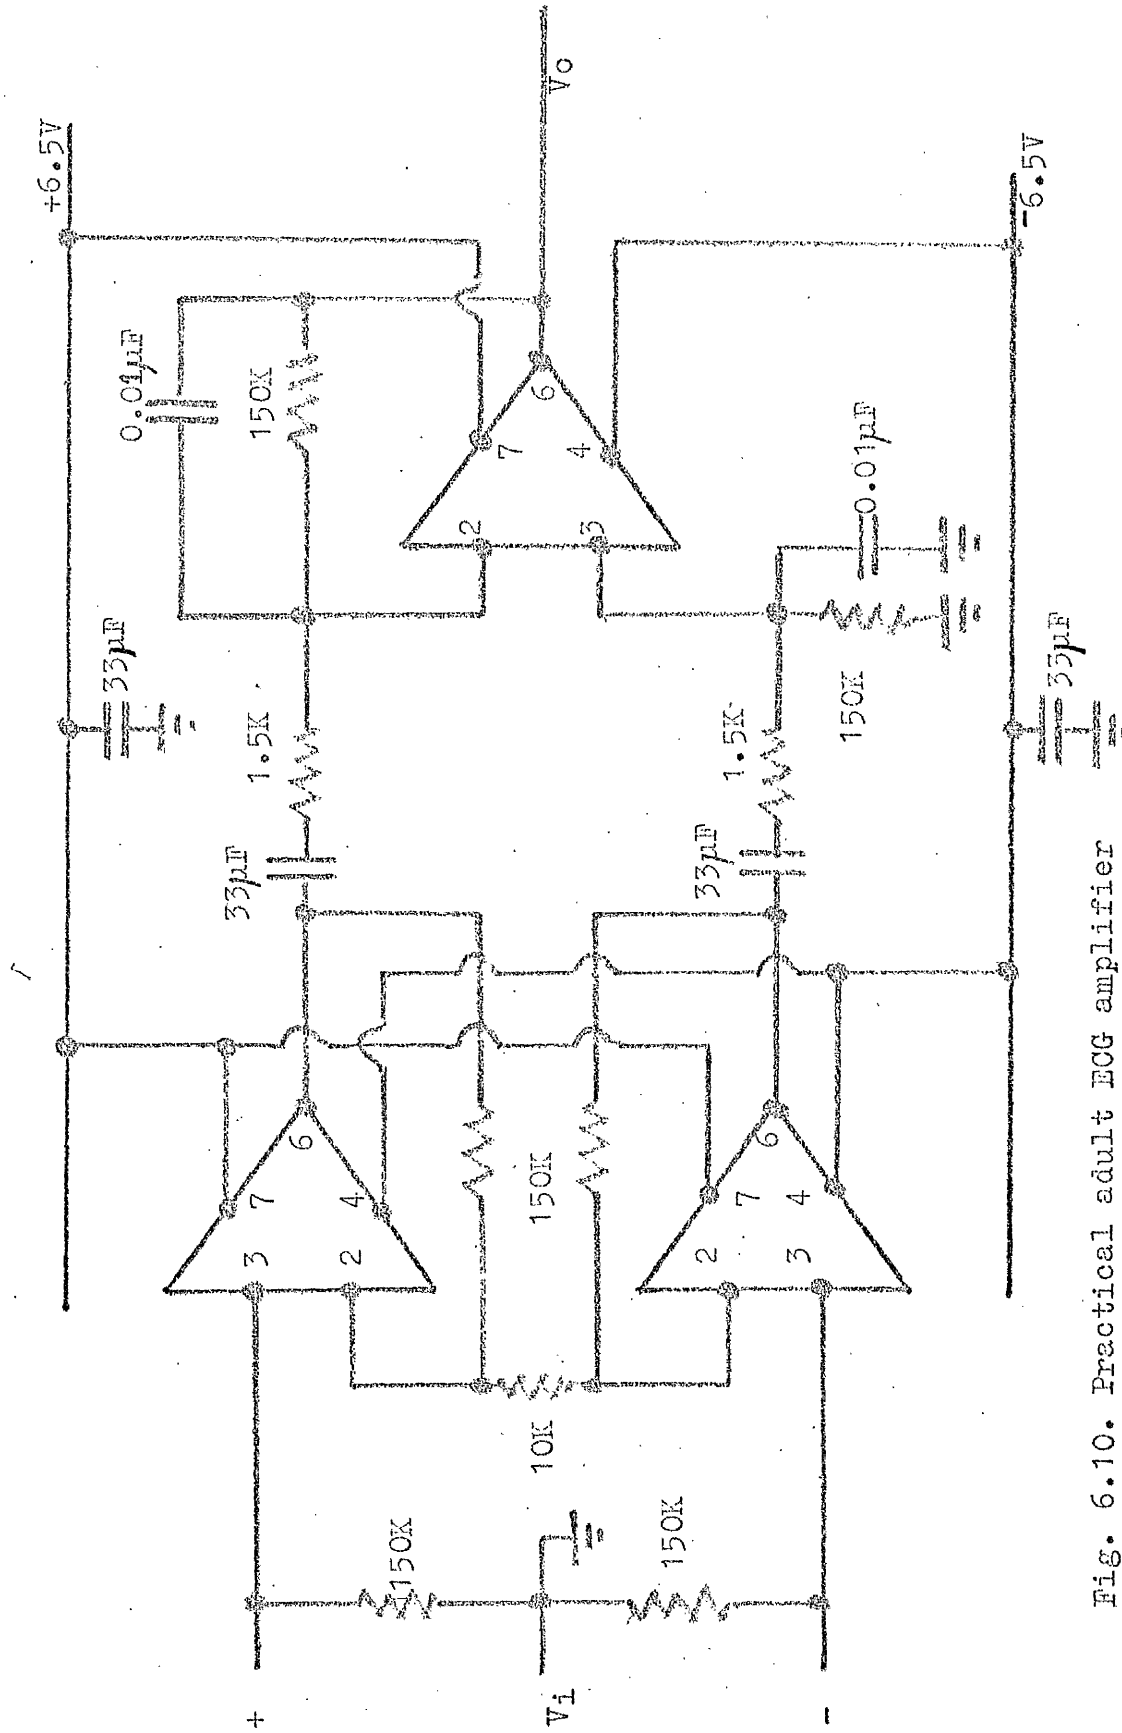 +6.5V
33µF
0.01µF
150K
Vo
33µF
1.5K
7
6
3
2
4
2
7
6
3
4
+
150K
10K
150K
Vi
150K
-
2
7
6
3
4
33µF
1.5K
150K
0.01µF
33µF
-6.5V
Fig. 6.10. Practical adult ECG amplifier